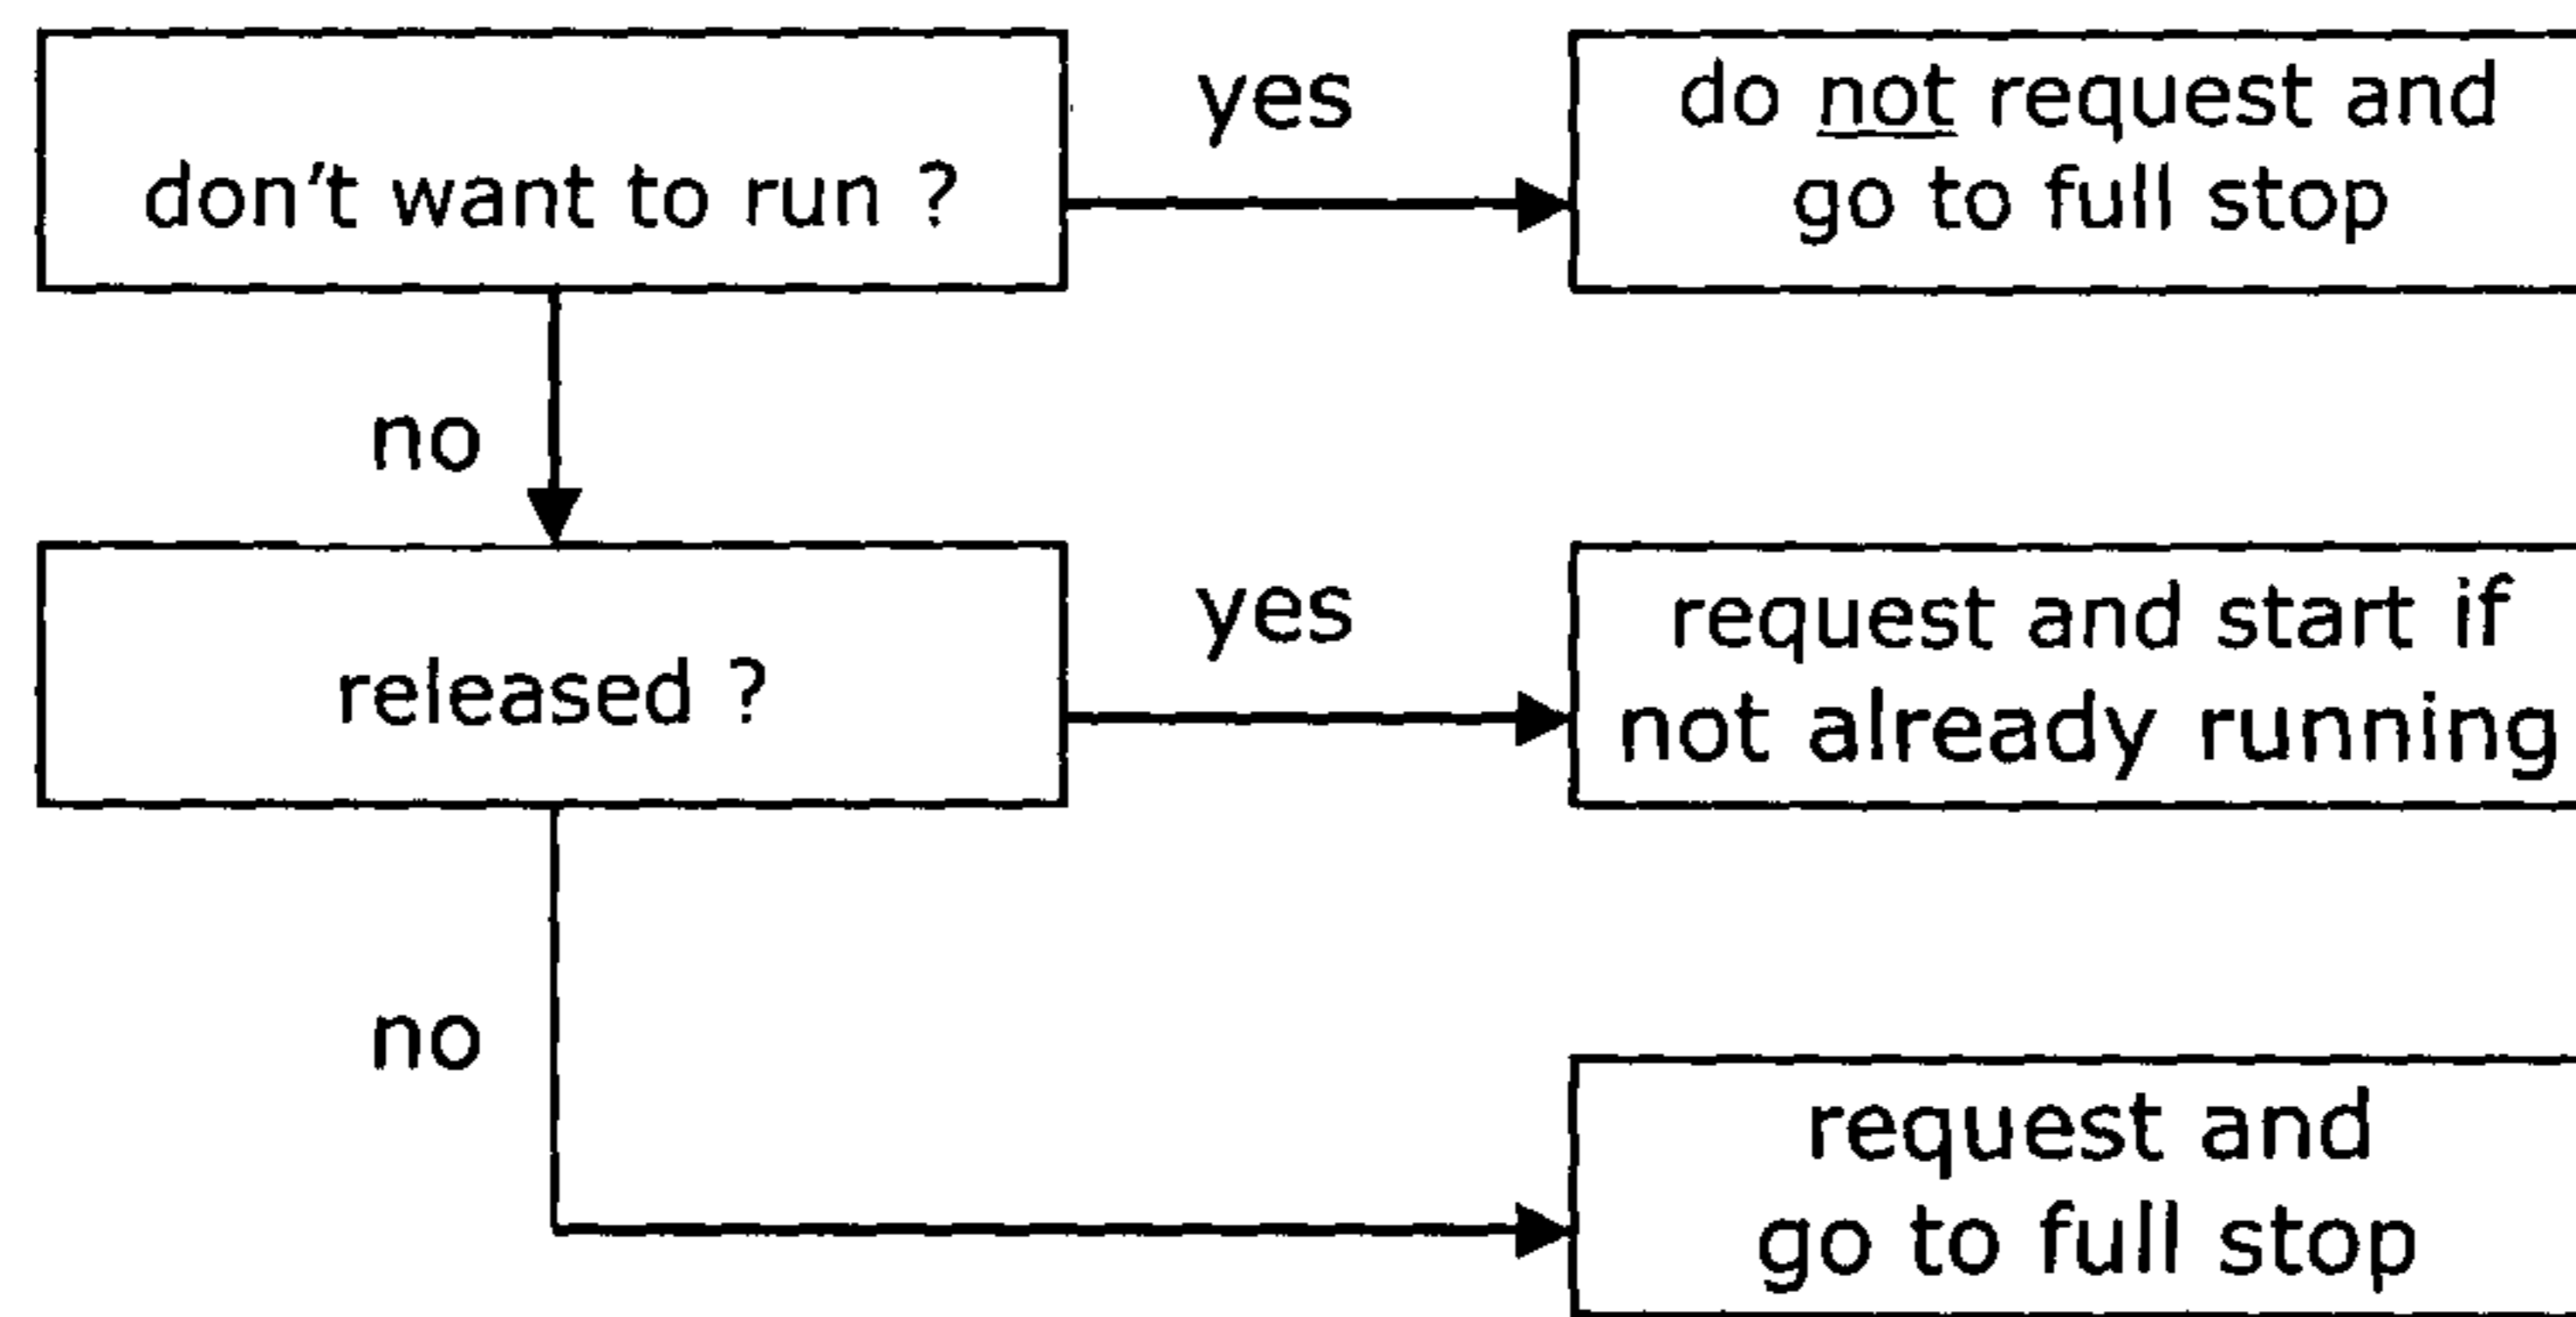 don't want to run ?
yes
do not request and
go to full stop
no
released ?
yes
request and start if
not already running
no
request and
go to full stop